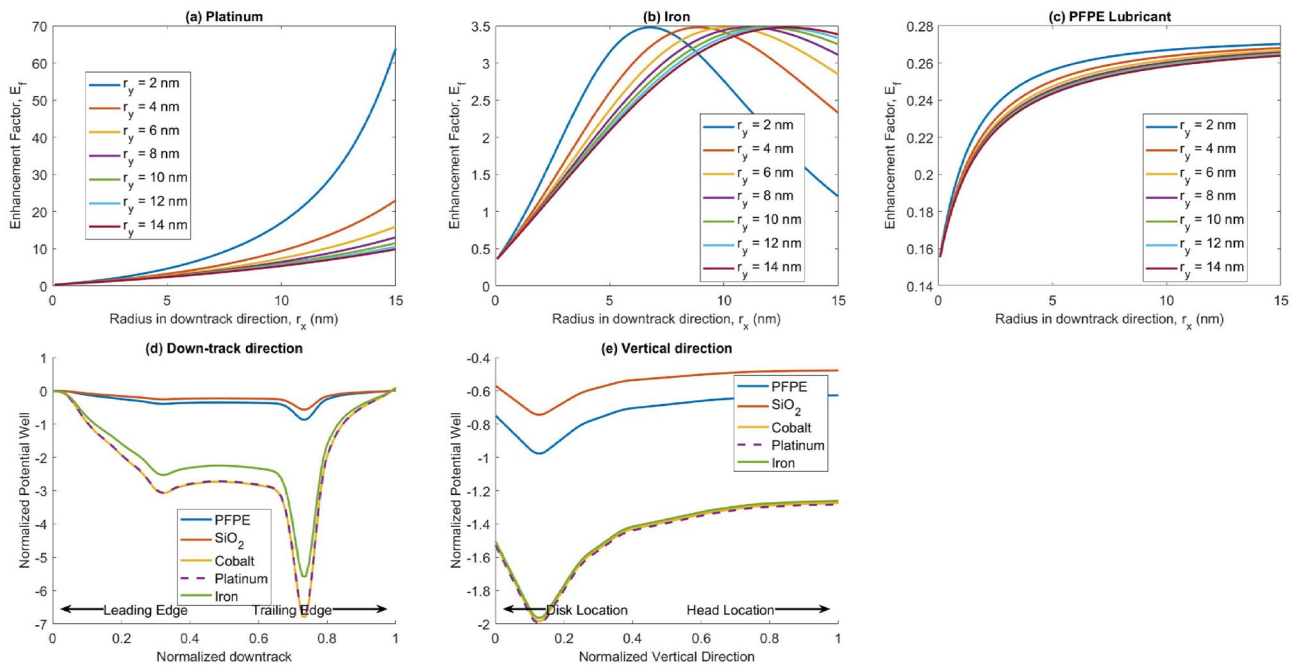 (a) Platinum
Enhancement Factor, E_f
70
60
50
40
30
20
10
0
r_y = 2 nm
r_y = 4 nm
r_y = 6 nm
r_y = 8 nm
r_y = 10 nm
r_y = 12 nm
r_y = 14 nm
0 5 10 15
Radius in downtrack direction, r_x (nm)
(b) Iron
Enhancement Factor, E_f
3.5
3
2.5
2
1.5
1
0.5
0
r_y = 2 nm
r_y = 4 nm
r_y = 6 nm
r_y = 8 nm
r_y = 10 nm
r_y = 12 nm
r_y = 14 nm
0 5 10 15
Radius in downtrack direction, r_x (nm)
(c) PFPE Lubricant
Enhancement Factor, E_f
0.28
0.26
0.24
0.22
0.2
0.18
0.16
0.14
r_y = 2 nm
r_y = 4 nm
r_y = 6 nm
r_y = 8 nm
r_y = 10 nm
r_y = 12 nm
r_y = 14 nm
0 5 10 15
Radius in downtrack direction, r_x (nm)
(d) Down-track direction
Normalized Potential Well
1
0
-1
-2
-3
-4
-5
-6
-7
PFPE
SiO_2
Cobalt
Platinum
Iron
Leading Edge Trailing Edge
0 0.2 0.4 0.6 0.8 1
Normalized downtrack
(e) Vertical direction
Normalized Potential Well
-0.4
-0.6
-0.8
-1
-1.2
-1.4
-1.6
-1.8
-2
PFPE
SiO_2
Cobalt
Platinum
Iron
Disk Location Head Location
0 0.2 0.4 0.6 0.8 1
Normalized Vertical Direction